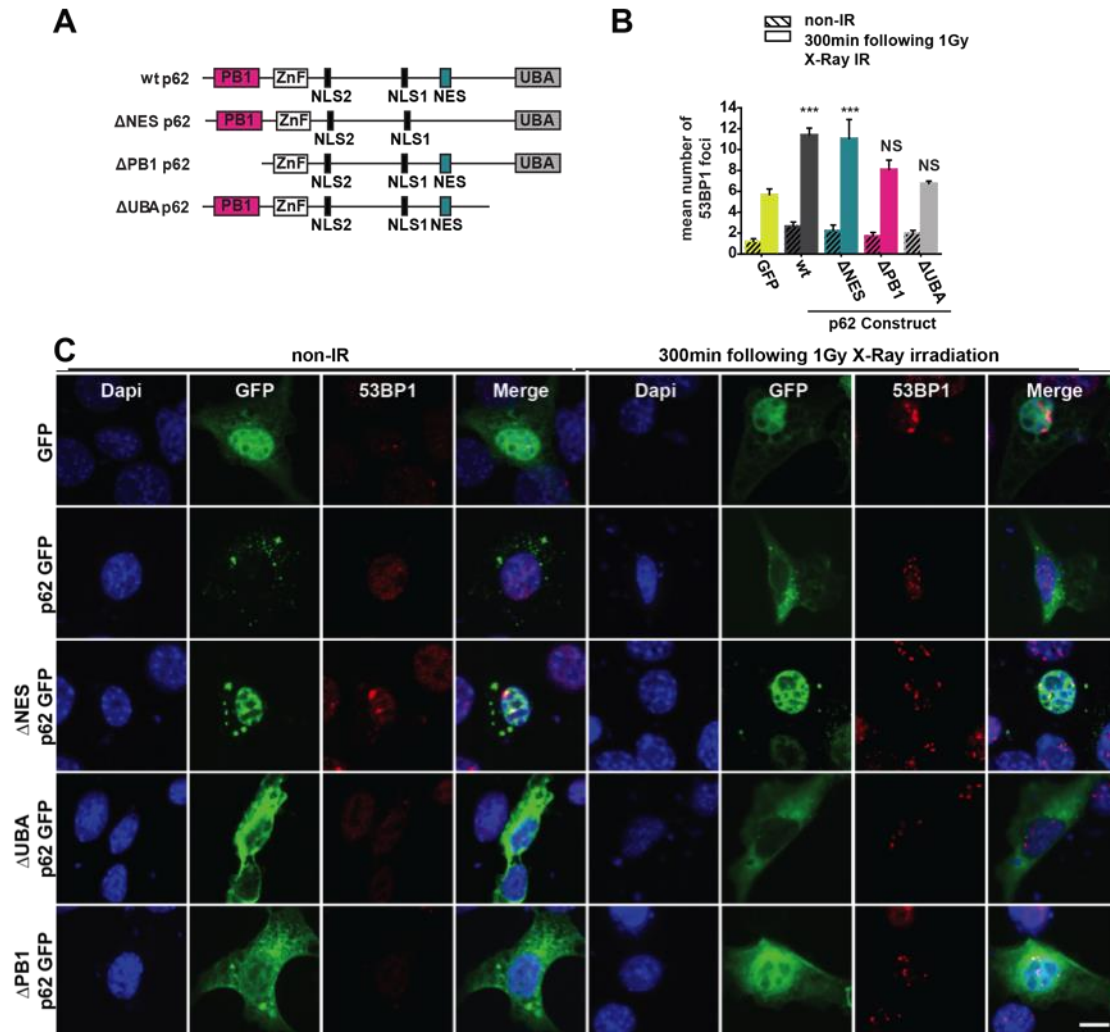 A
wt p62
PB1
ZnF
NLS2
NLS1
NES
UBA
ΔNES p62
PB1
ZnF
NLS2
NLS1
UBA
ΔPB1 p62
ZnF
NLS2
NLS1
NES
UBA
ΔUBA p62
PB1
ZnF
NLS2
NLS1
NES
B
non-IR
300min following 1Gy
X-Ray IR
mean number of
53BP1 foci
14
12
10
8
6
4
2
0
***
***
NS
NS
GFP
wt
ΔNES
ΔPB1
ΔUBA
p62 Construct
C
non-IR
300min following 1Gy X-Ray irradiation
Dapi GFP 53BP1 Merge Dapi GFP 53BP1 Merge
GFP
p62 GFP
ΔNES
p62 GFP
ΔUBA
p62 GFP
ΔPB1
p62 GFP